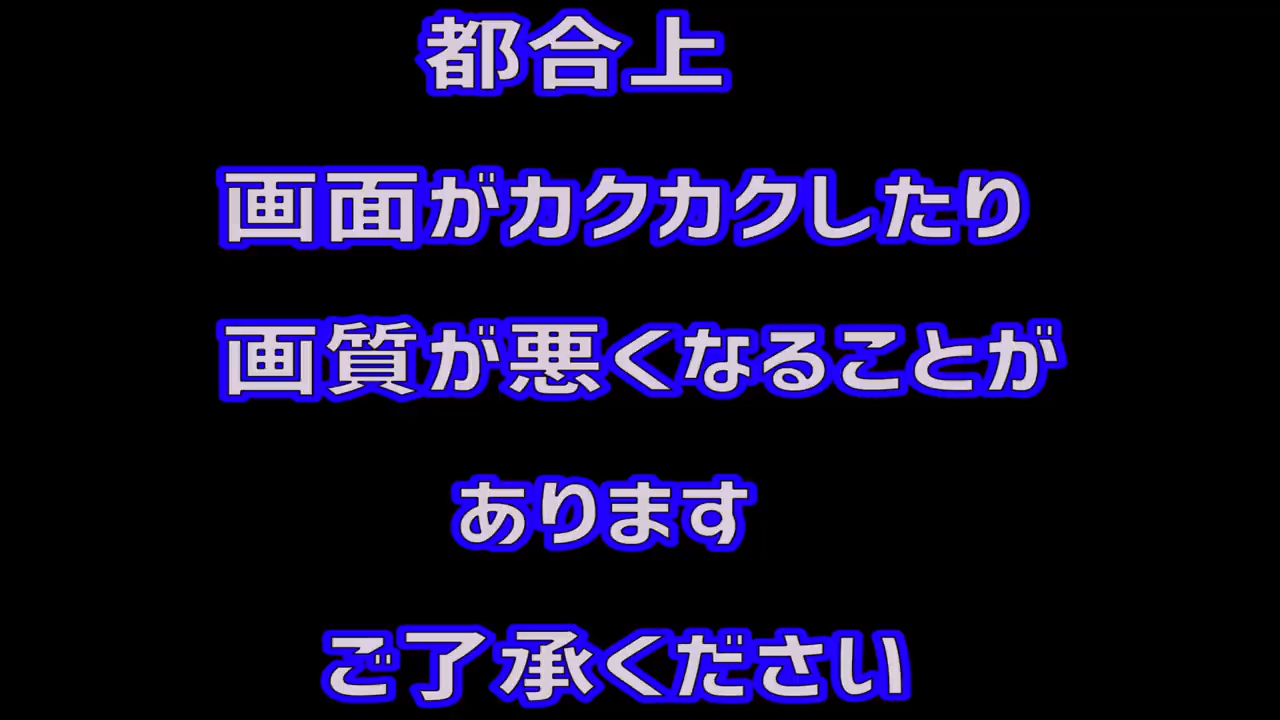 都合上
画面がカクカクしたり
画質が悪くなることが
あります
ご了承ください